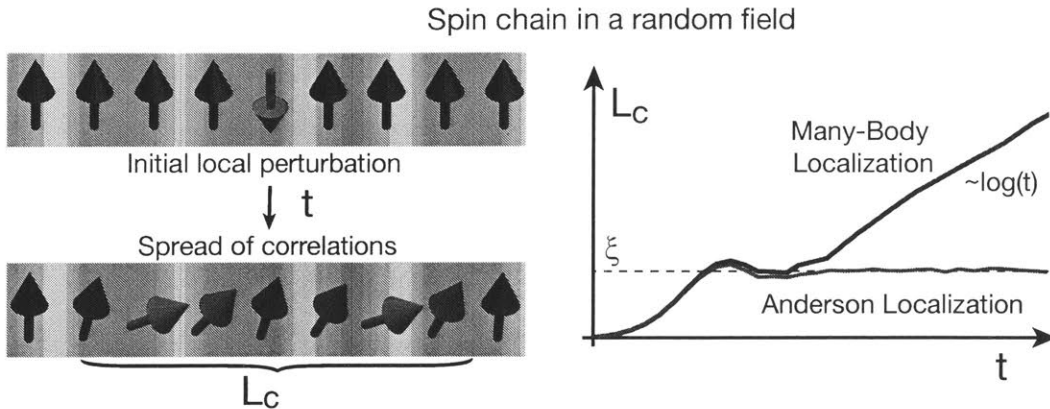 Spin chain in a random field
Initial local perturbation
t
Spread of correlations
Lc
Lc
Many-Body
Localization
~log(t)
ξ
Anderson Localization
t